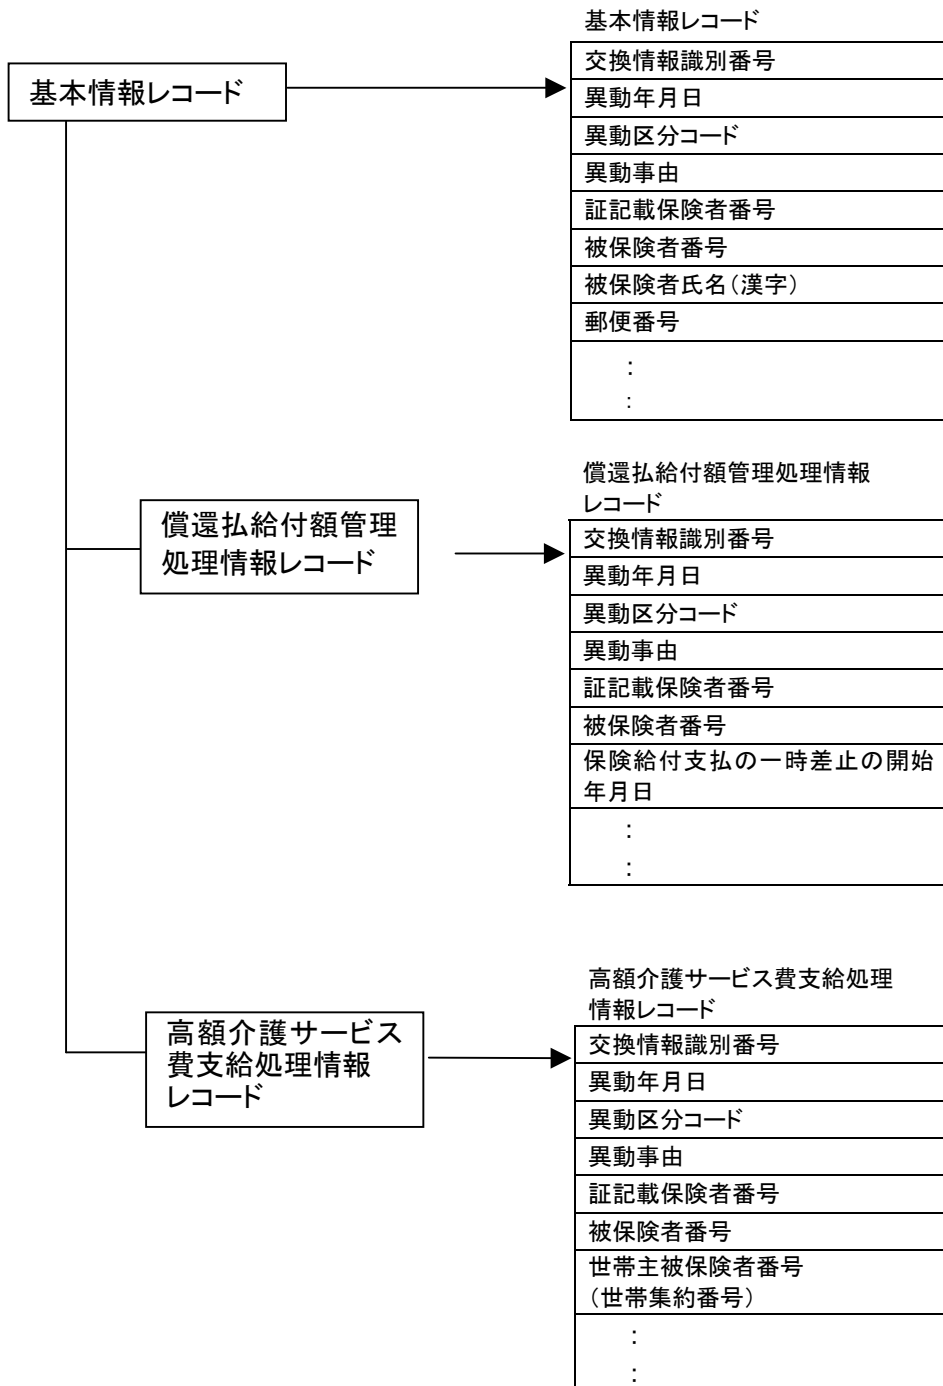 基本情報レコード
基本情報レコード
交換情報識別番号
異動年月日
異動区分コード
異動事由
証記載保険者番号
被保険者番号
被保険者氏名（漢字）
郵便番号
：
：
償還払給付額管理
処理情報レコード
償還払給付額管理処理情報
レコード
交換情報識別番号
異動年月日
異動区分コード
異動事由
証記載保険者番号
被保険者番号
保険給付支払の一時差止の開始
年月日
：
：
高額介護サービス
費支給処理情報
レコード
高額介護サービス費支給処理
情報レコード
交換情報識別番号
異動年月日
異動区分コード
異動事由
証記載保険者番号
被保険者番号
世帯主被保険者番号
（世帯集約番号）
：
：